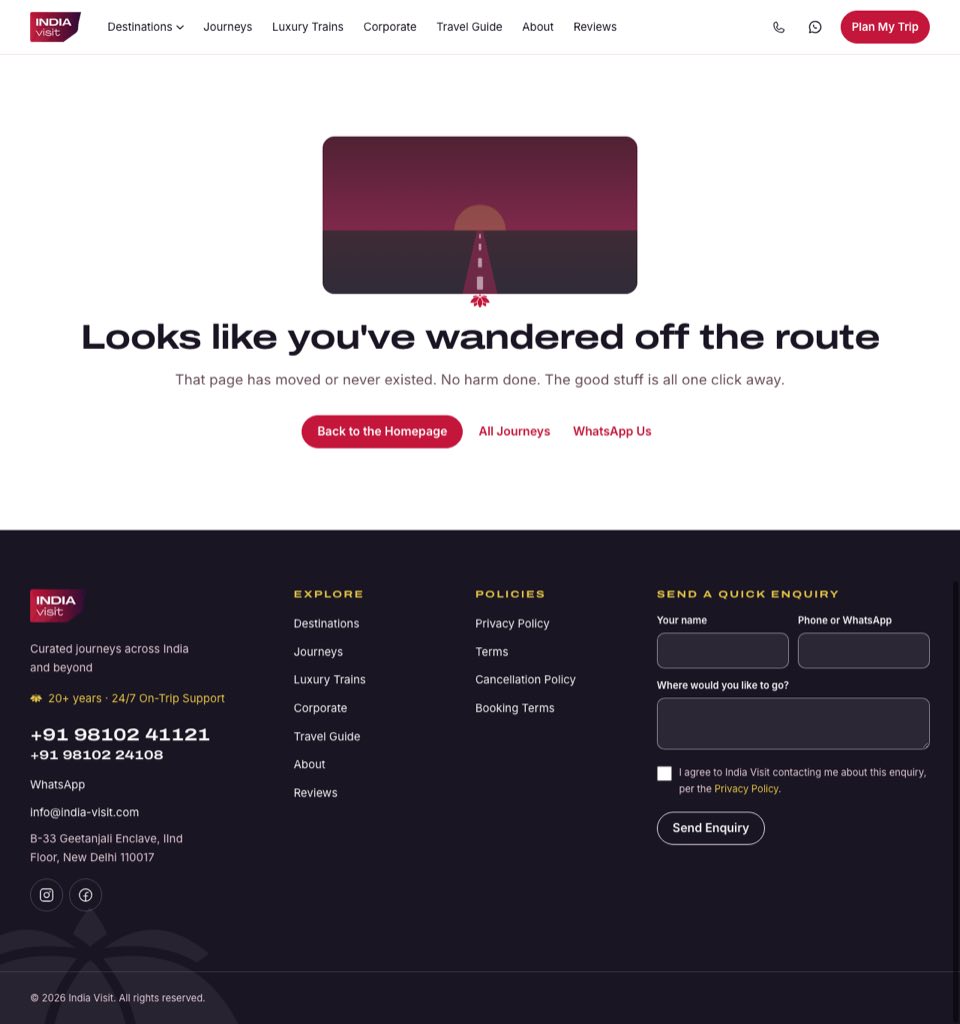 INDIA
visit
Destinations
Journeys
Luxury Trains
Corporate
Travel Guide
About
Reviews
Plan My Trip
Looks like you've wandered off the route
That page has moved or never existed. No harm done. The good stuff is all one click away.
Back to the Homepage
All Journeys
WhatsApp Us
INDIA
visit
Curated journeys across India
and beyond
20+ years · 24/7 On-Trip Support
+91 98102 41121
+91 98102 24108
WhatsApp
info@india-visit.com
B-33 Geetanjali Enclave, IInd
Floor, New Delhi 110017
EXPLORE
Destinations
Journeys
Luxury Trains
Corporate
Travel Guide
About
Reviews
POLICIES
Privacy Policy
Terms
Cancellation Policy
Booking Terms
SEND A QUICK ENQUIRY
Your name
Phone or WhatsApp
Where would you like to go?
I agree to India Visit contacting me about this enquiry,
per the Privacy Policy.
Send Enquiry
© 2026 India Visit. All rights reserved.